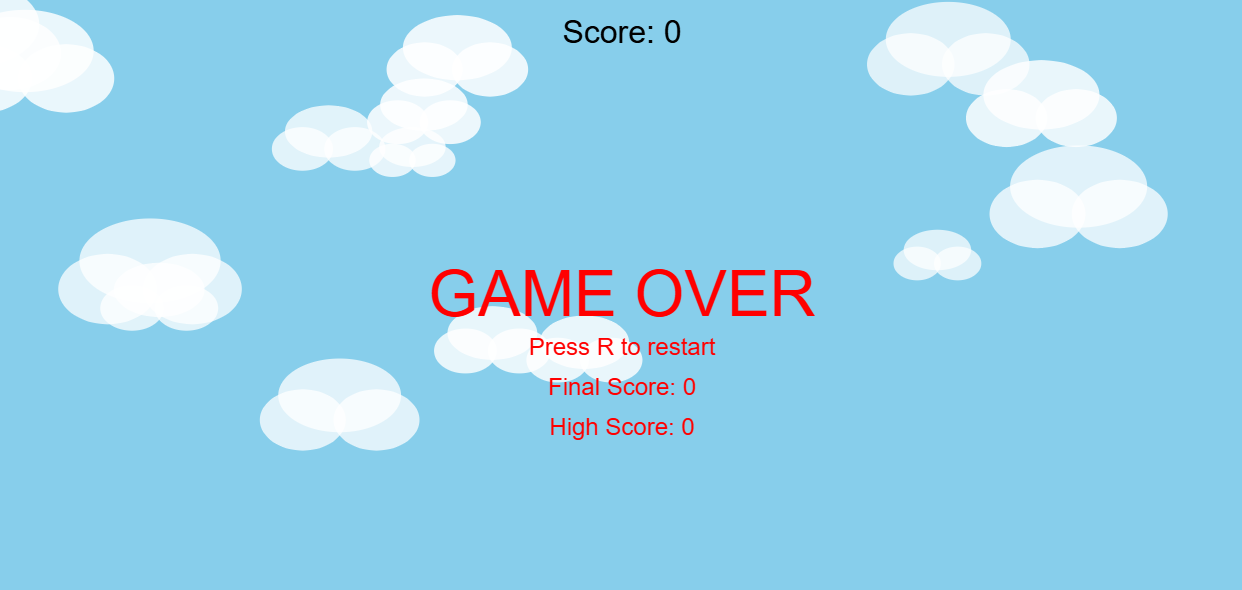 Score: 0
GAME OVER
Press R to restart
Final Score: 0
High Score: 0